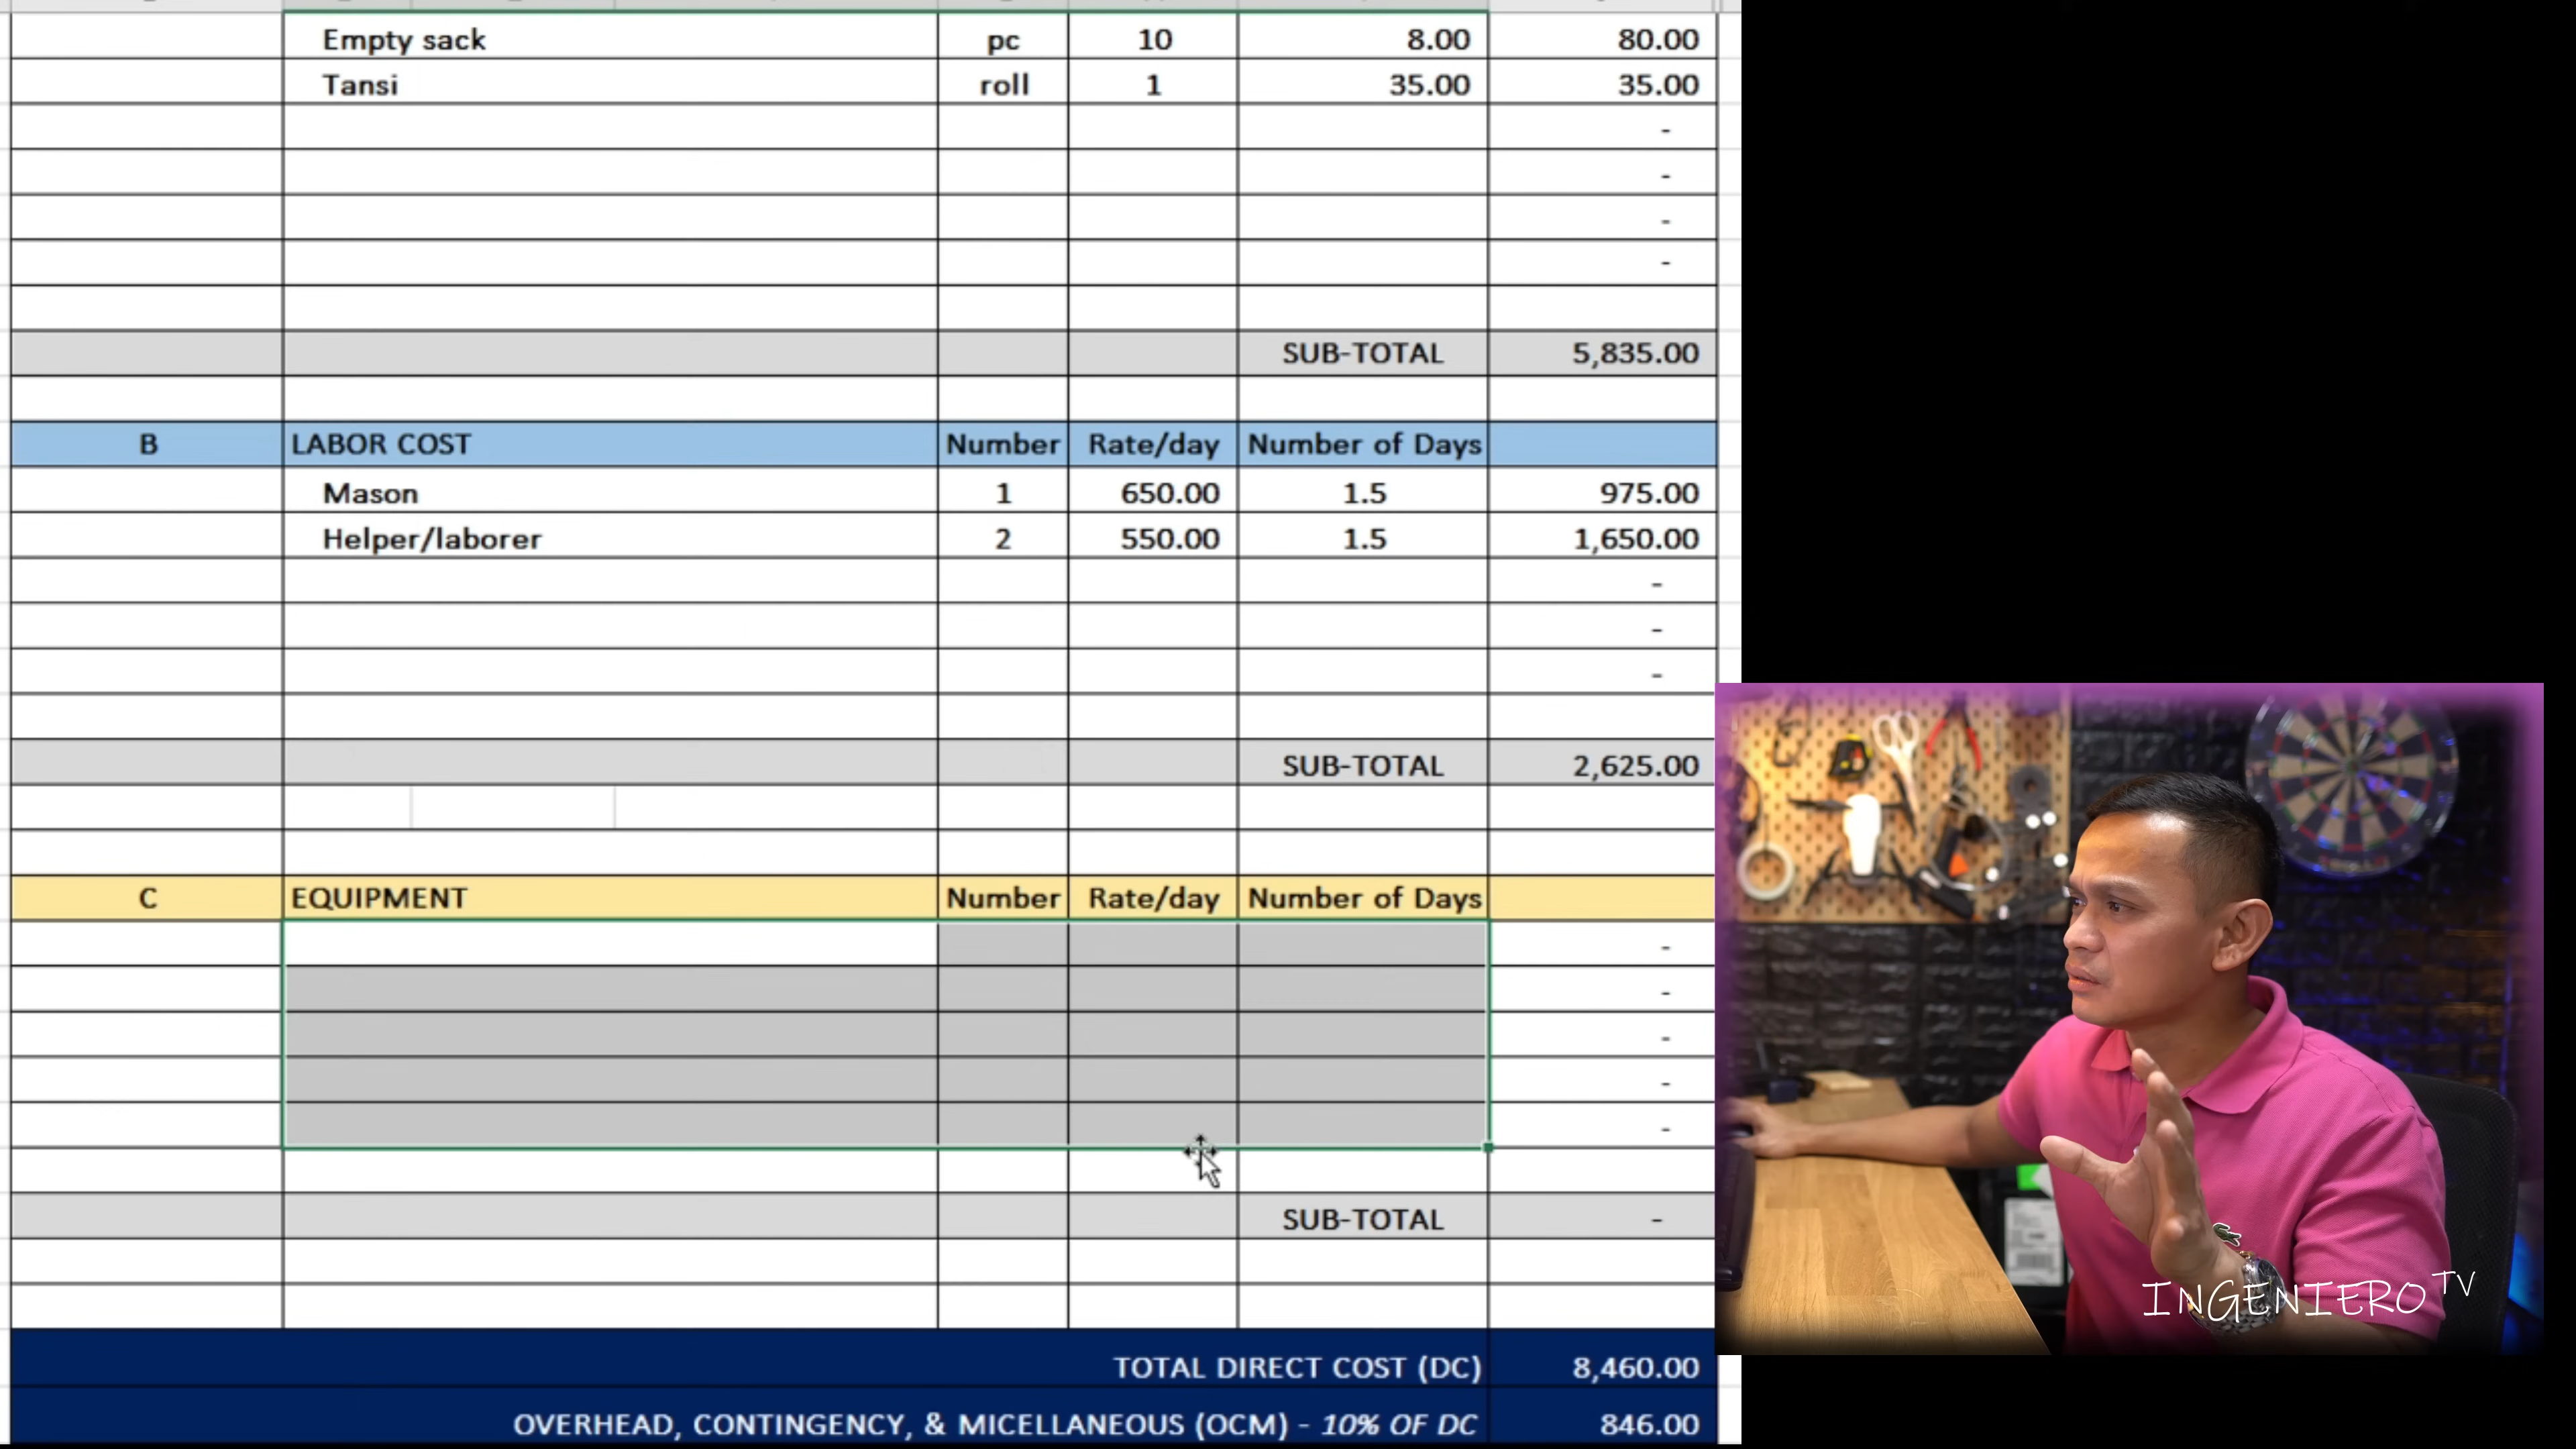 Empty sack pc 10 8.00 80.00
Tansi roll 1 35.00 35.00
-
-
-
-
SUB-TOTAL 5,835.00
B LABOR COST Number Rate/day Number of Days
Mason 1 650.00 1.5 975.00
Helper/laborer 2 550.00 1.5 1,650.00
-
-
-
SUB-TOTAL 2,625.00
C EQUIPMENT Number Rate/day Number of Days
-
-
-
-
-
SUB-TOTAL -
TOTAL DIRECT COST (DC) 8,460.00
OVERHEAD, CONTINGENCY, & MICELLANEOUS (OCM) - 10% OF DC 846.00
INGENIERO TV